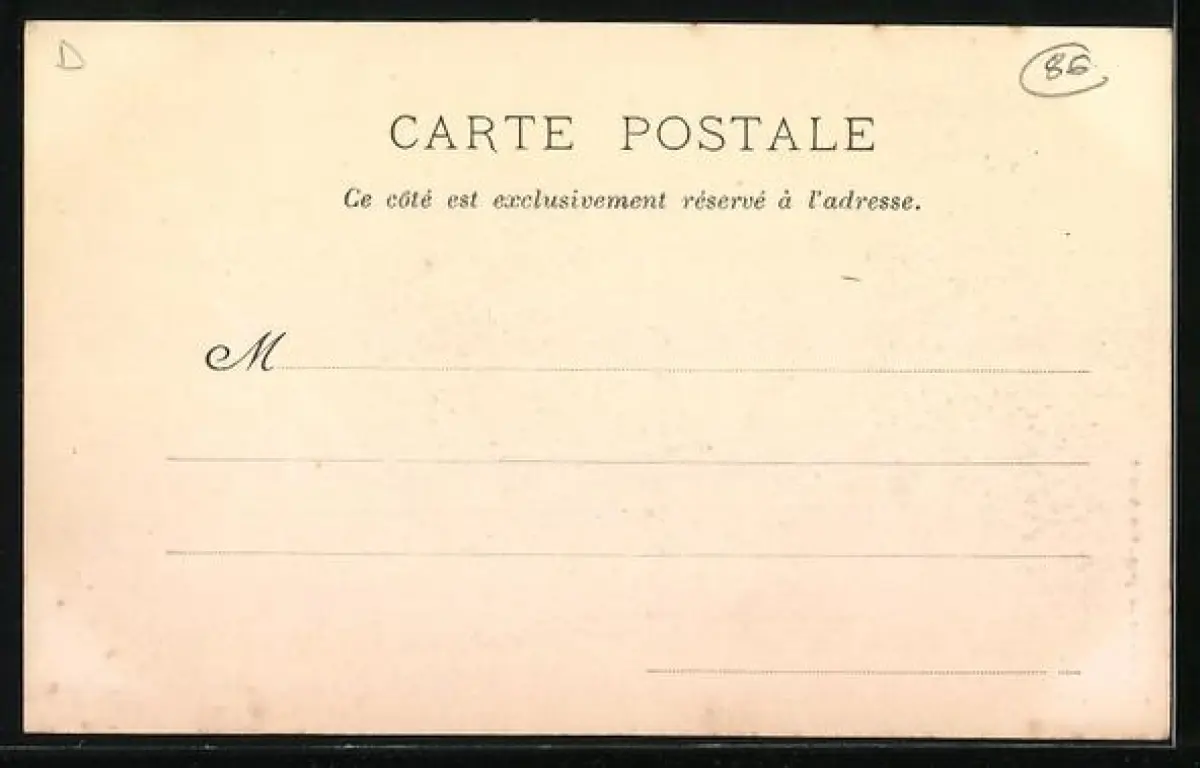 D
86
CARTE POSTALE
Ce côté est exclusivement réservé à l'adresse.
M